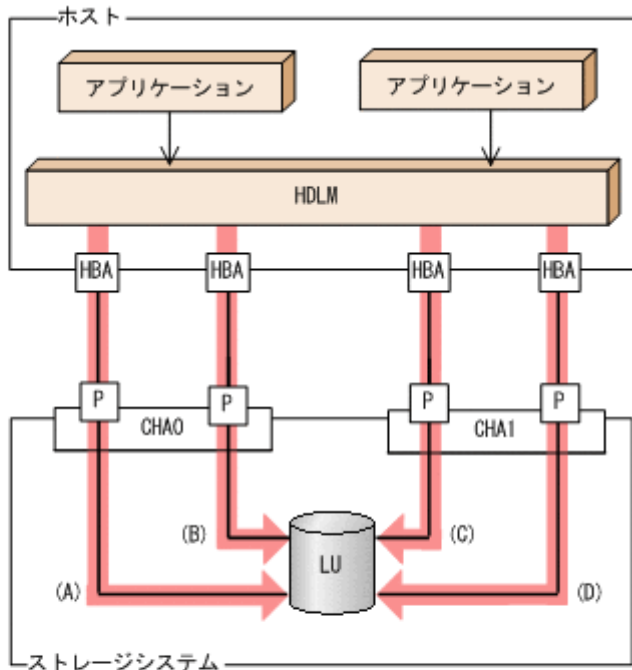 ホスト
アプリケーション
アプリケーション
HDLM
HBA
HBA
HBA
HBA
P
P
P
P
CHA0
CHA1
(B)
(C)
LU
(A)
(D)
ストレージシステム